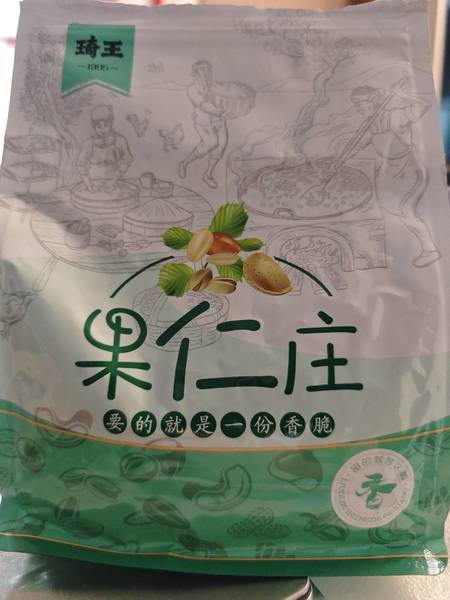 琦王
果仁庄
要的就是一份香脆
香